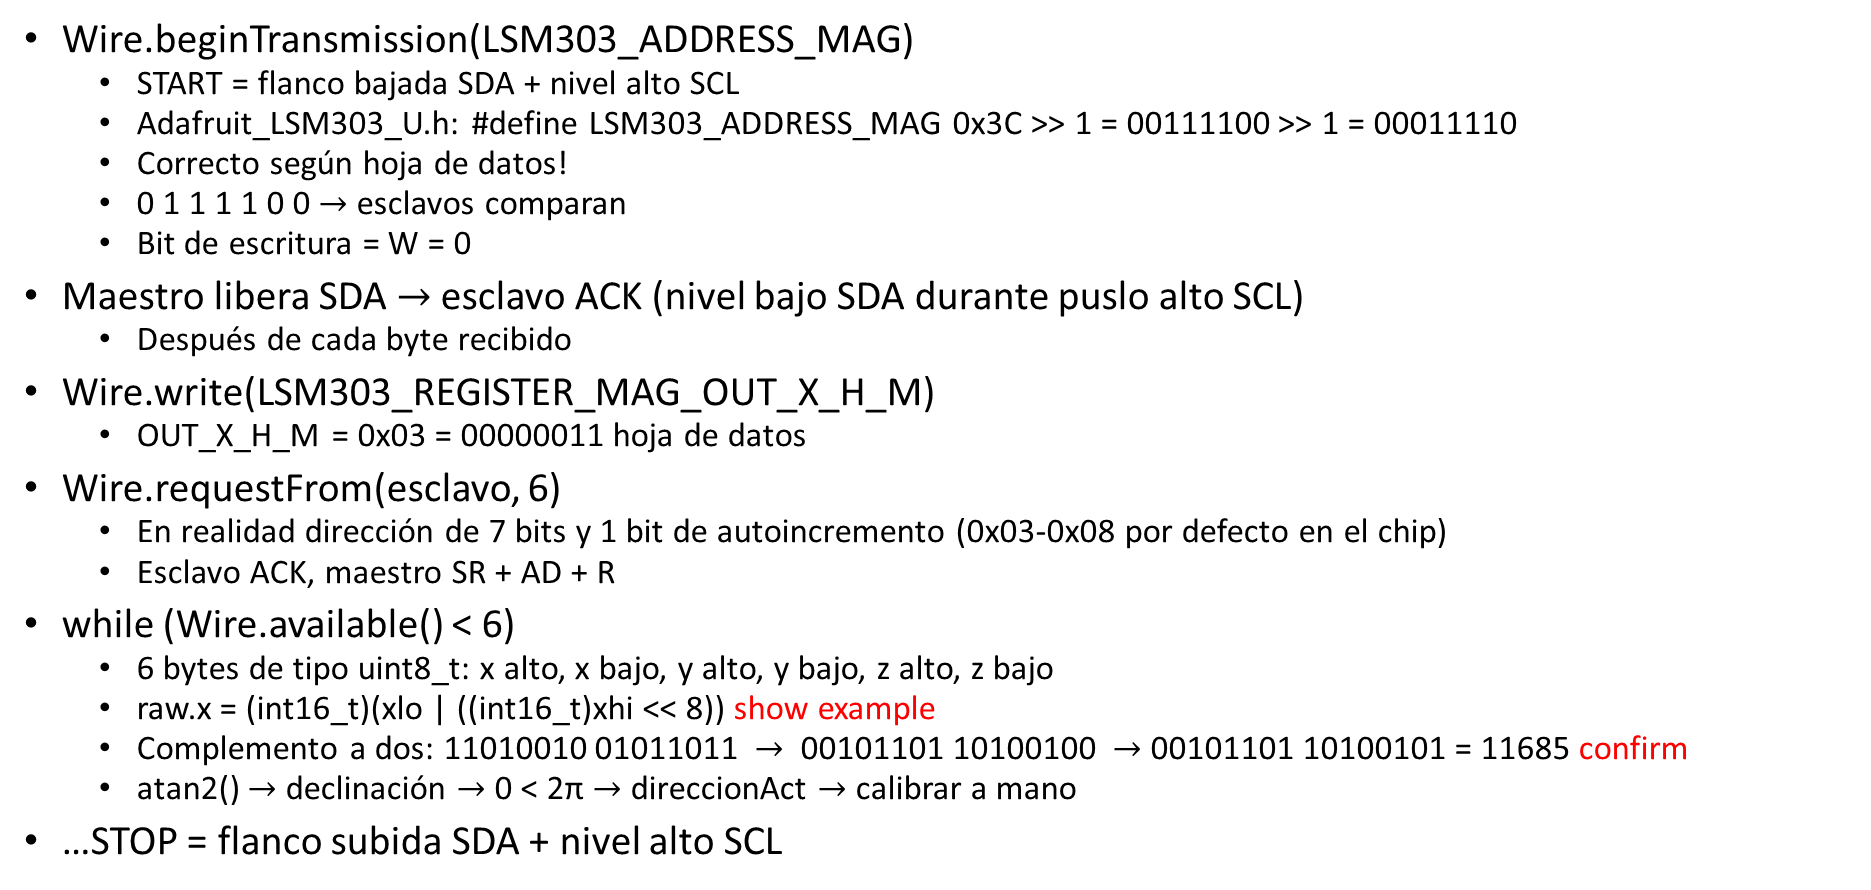 • Wire.beginTransmission(LSM303_ADDRESS_MAG)
• START = flanco bajada SDA + nivel alto SCL
• Adafruit_LSM303_U.h: #define LSM303_ADDRESS_MAG 0x3C >> 1 = 00111100 >> 1 = 00011110
• Correcto según hoja de datos!
• 0 1 1 1 1 0 0 → esclavos comparan
• Bit de escritura = W = 0
• Maestro libera SDA → esclavo ACK (nivel bajo SDA durante puslo alto SCL)
• Después de cada byte recibido
• Wire.write(LSM303_REGISTER_MAG_OUT_X_H_M)
• OUT_X_H_M = 0x03 = 00000011 hoja de datos
• Wire.requestFrom(esclavo, 6)
• En realidad dirección de 7 bits y 1 bit de autoincremento (0x03-0x08 por defecto en el chip)
• Esclavo ACK, maestro SR + AD + R
• while (Wire.available() < 6)
• 6 bytes de tipo uint8_t: x alto, x bajo, y alto, y bajo, z alto, z bajo
• raw.x = (int16_t)(xlo | ((int16_t)xhi << 8)) show example
• Complemento a dos: 11010010 01011011 → 00101101 10100100 → 00101101 10100101 = 11685 confirm
• atan2() → declinación → 0 < 2π → direccionAct → calibrar a mano
• ...STOP = flanco subida SDA + nivel alto SCL